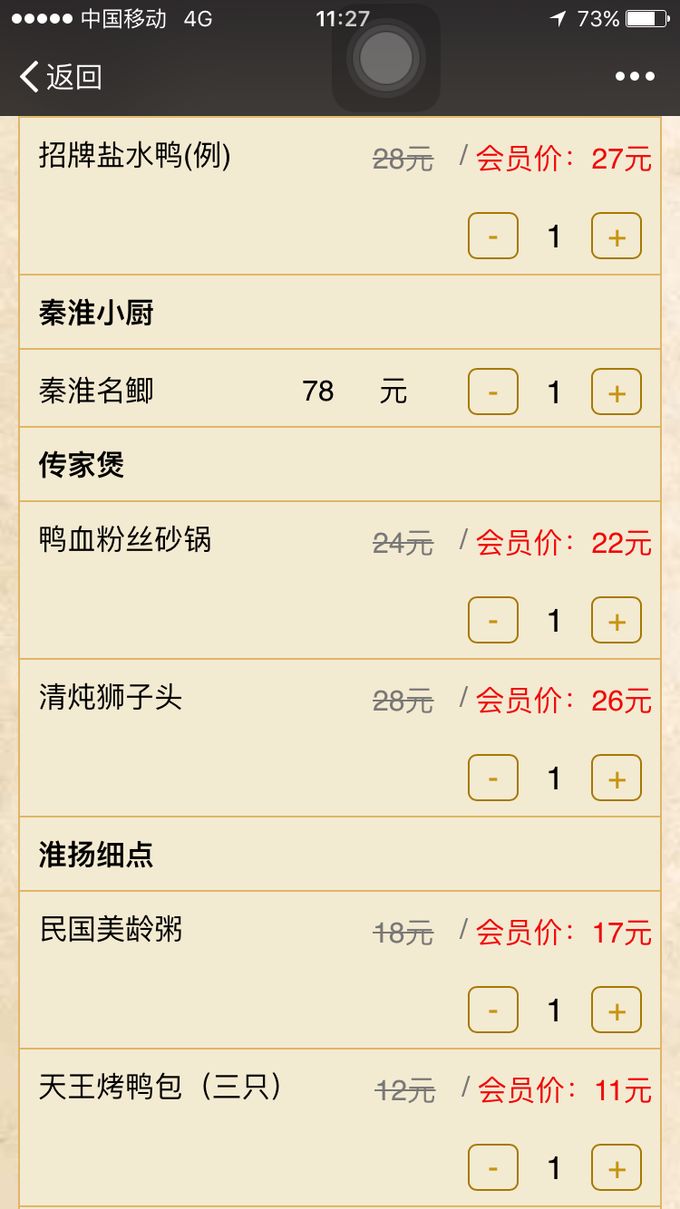 中国移动 4G 11:27 73%
返回
招牌盐水鸭(例) 28元 / 会员价：27元
- 1 +
秦淮小厨
秦淮名鲫 78 元 - 1 +
传家煲
鸭血粉丝砂锅 24元 / 会员价：22元
- 1 +
清炖狮子头 28元 / 会员价：26元
- 1 +
淮扬细点
民国美龄粥 18元 / 会员价：17元
- 1 +
天王烤鸭包（三只） 12元 / 会员价：11元
- 1 +